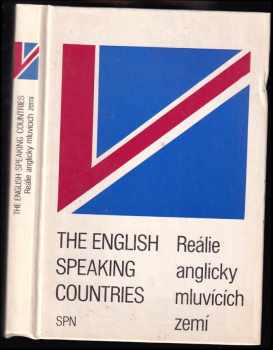 THE ENGLISH SPEAKING COUNTRIES
Reálie anglicky mluvících zemí
THE ENGLISH
SPEAKING
COUNTRIES
SPN
Reálie
anglicky
mluvících
zemí